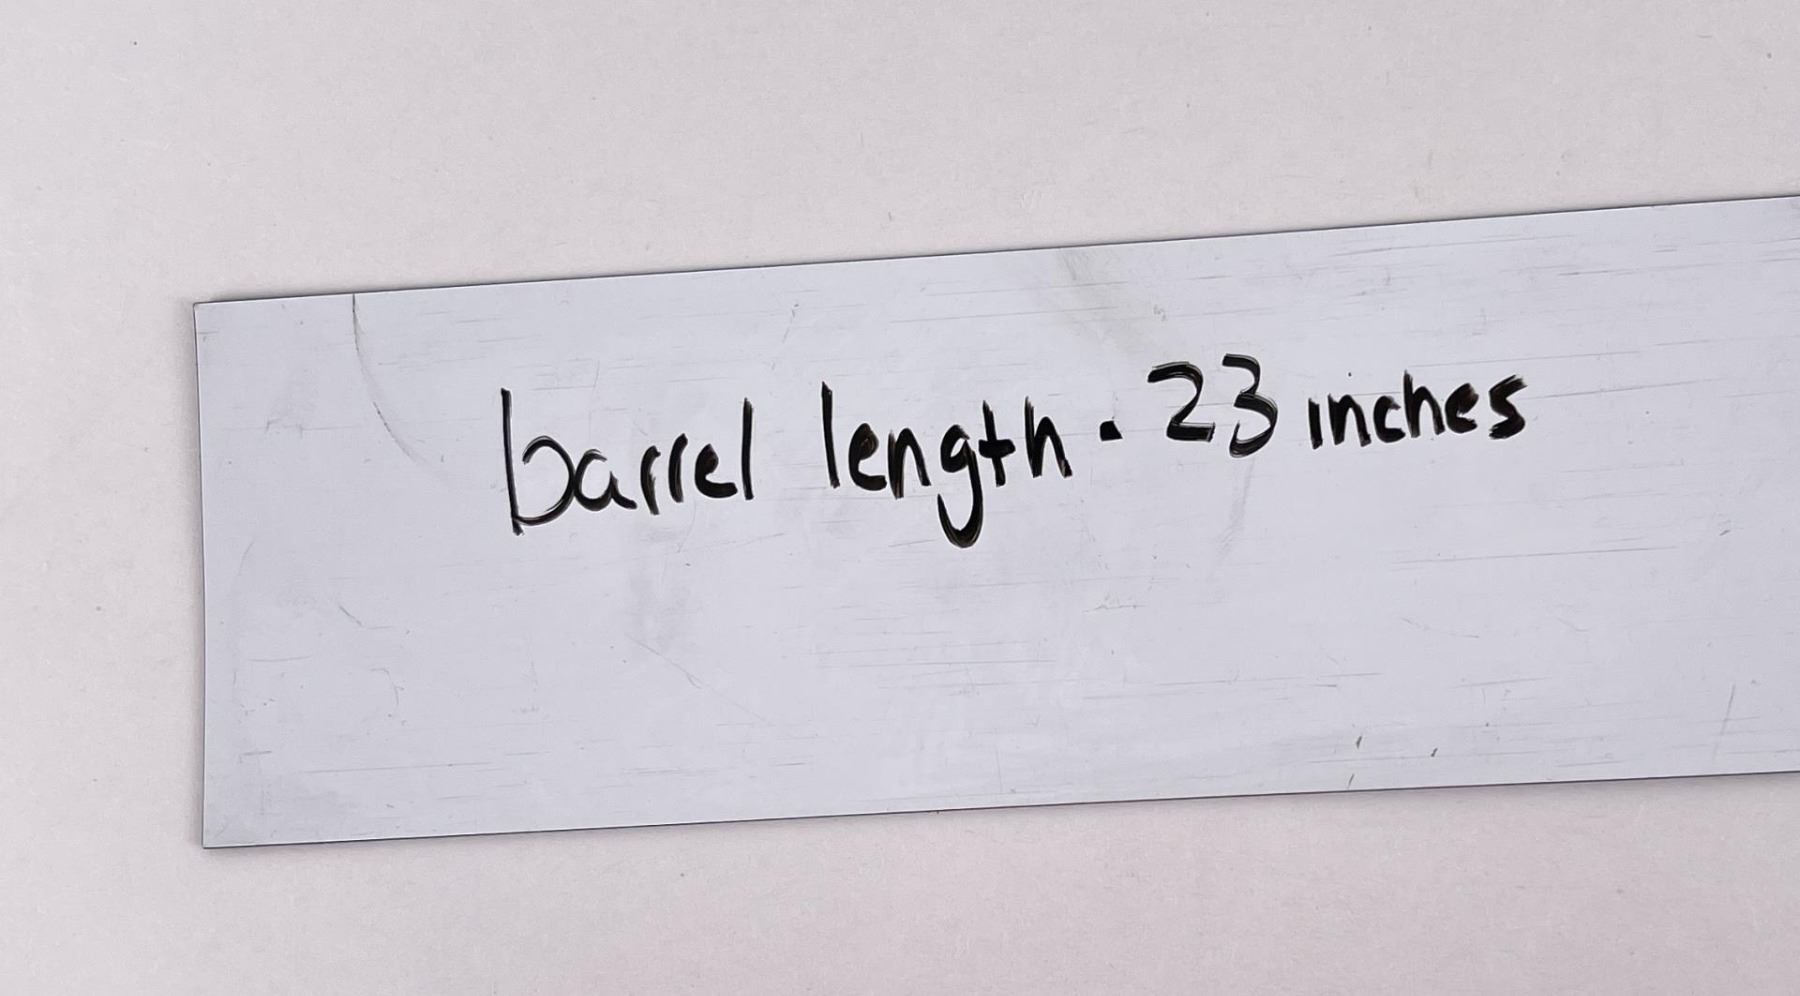 barrel length · 23 inches